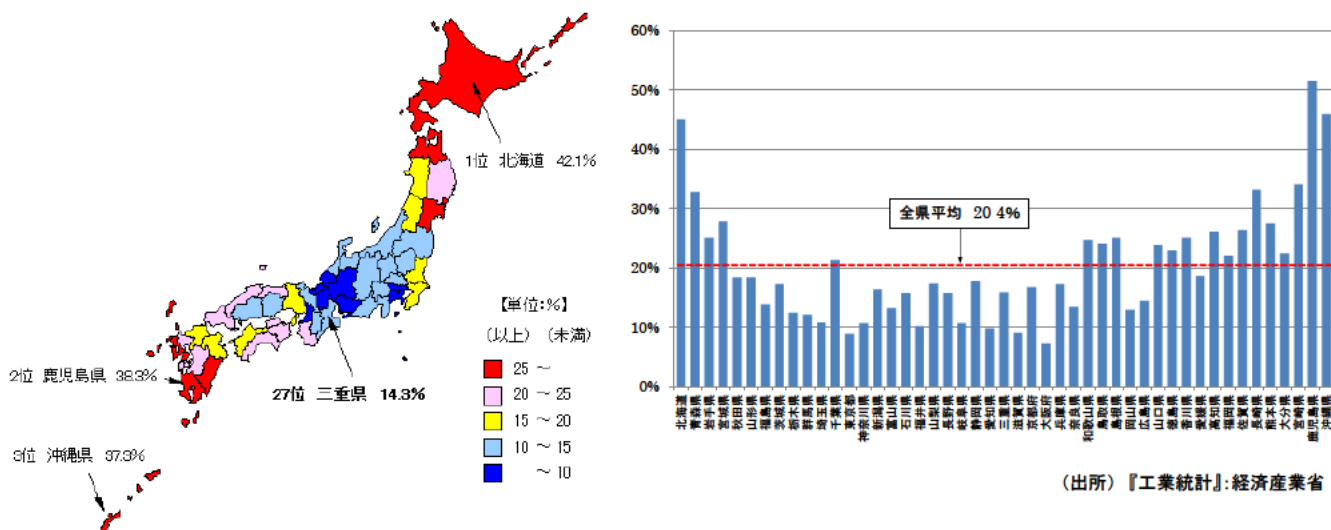 1位 北海道 42.1%
2位 鹿児島県 38.3%
27位 三重県 14.3%
3位 沖縄県 37.3%
【単位:%】
(以上) (未満)
25 ~
20 ~ 25
15 ~ 20
10 ~ 15
~ 10
60%
50%
40%
30%
20%
10%
0%
全県平均 20 4%
北海道
青森県
岩手県
宮城県
秋田県
山形県
福島県
茨城県
栃木県
群馬県
埼玉県
千葉県
東京都
神奈川県
新潟県
富山県
石川県
福井県
山梨県
長野県
岐阜県
静岡県
愛知県
三重県
滋賀県
京都府
大阪府
兵庫県
奈良県
和歌山県
鳥取県
島根県
岡山県
広島県
山口県
徳島県
香川県
愛媛県
高知県
福岡県
佐賀県
長崎県
熊本県
大分県
宮崎県
鹿児島県
沖縄県
(出所)『工業統計』:経済産業省